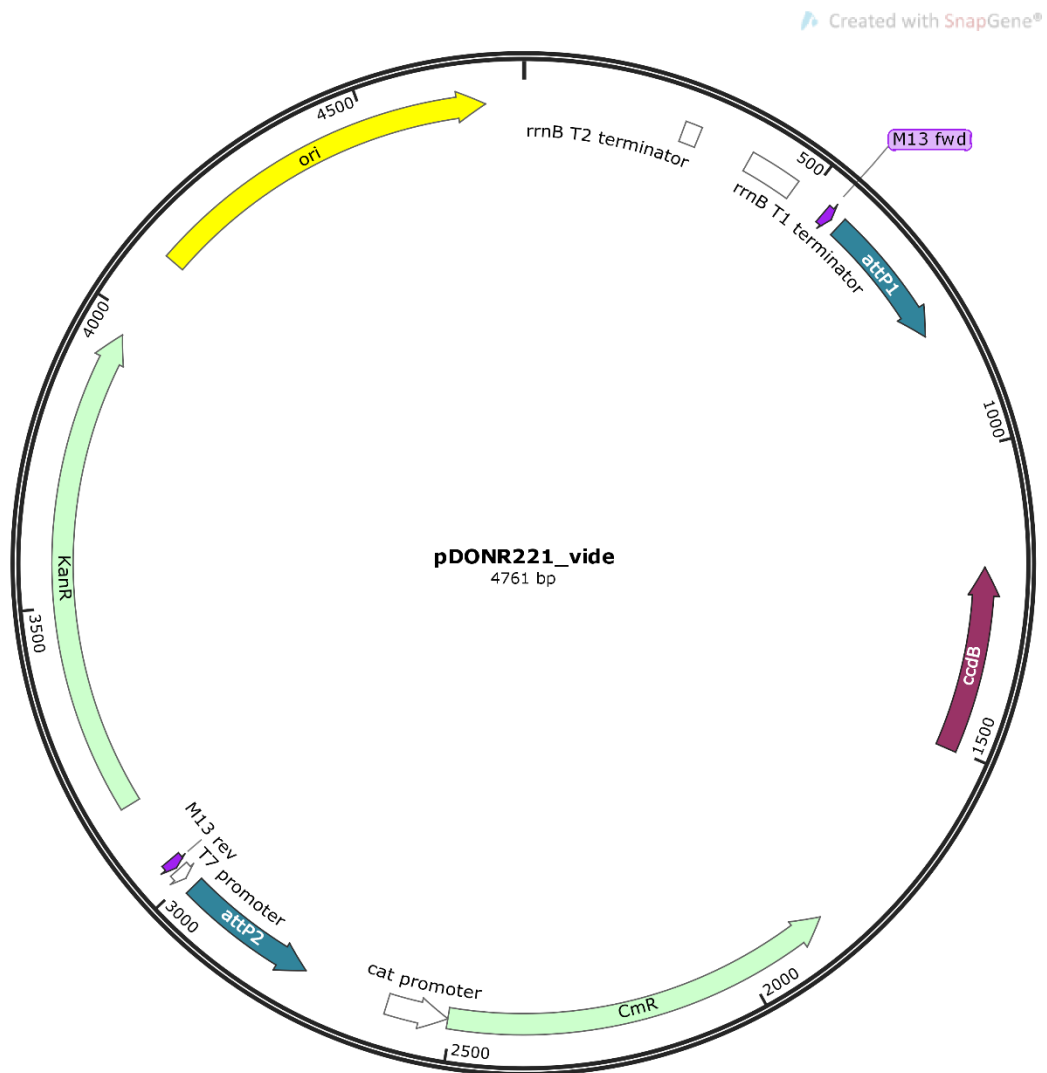 Created with SnapGene®
4500
ori
rrnB T2 terminator
500
M13 fwd
rrnB T1 terminator
attP1
4000
1000
pDONR221_vide
4761 bp
KanR
3500
ccdB
1500
M13 rev
T7 promoter
3000
attP2
cat promoter
2000
CmR
2500